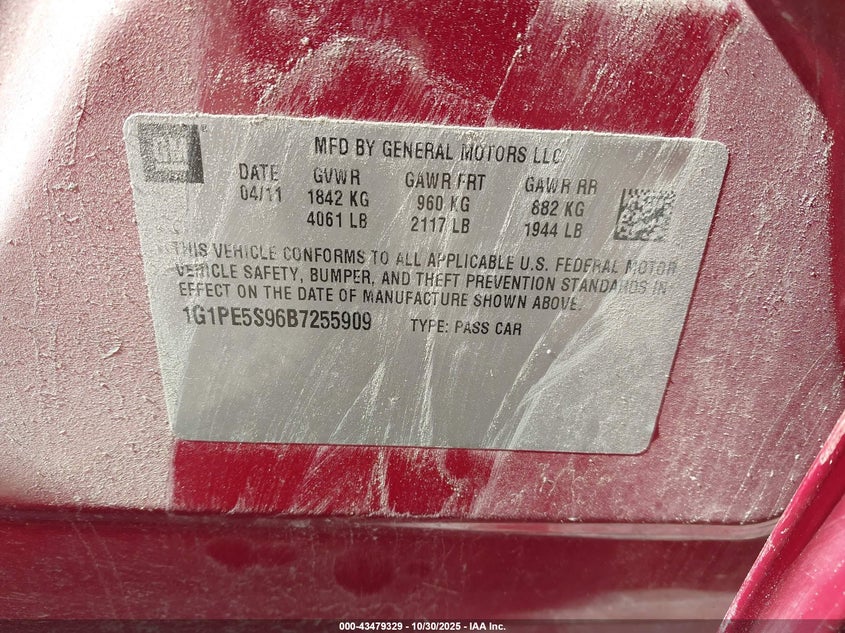 GM
MFD BY GENERAL MOTORS LLC
DATE GVWR GAWR FRT GAWR RR
04/11 1842 KG 960 KG 882 KG
4061 LB 2117 LB 1944 LB
THIS VEHICLE CONFORMS TO ALL APPLICABLE U.S. FEDERAL MOTOR
VEHICLE SAFETY, BUMPER, AND THEFT PREVENTION STANDARDS IN
EFFECT ON THE DATE OF MANUFACTURE SHOWN ABOVE.
1G1PE5S96B7255909 TYPE: PASS CAR
000-43479329 - 10/30/2025 - IAA Inc.